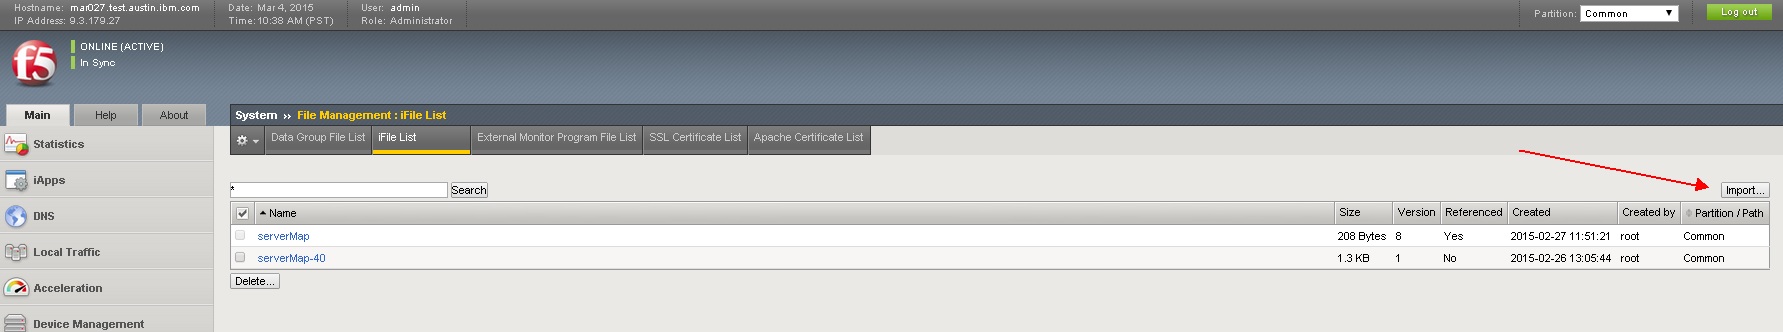 Hostname: mar027.test.austin.ibm.com Date: Mar 4, 2015 User: admin
IP Address: 9.3.179.27 Time: 10:38 AM (PST) Role: Administrator
Partition: Common Log out
f5
ONLINE (ACTIVE)
In Sync
Main Help About
System » File Management : iFile List
Data Group File List iFile List External Monitor Program File List SSL Certificate List Apache Certificate List
Statistics
iApps
DNS
Local Traffic
Acceleration
Device Management
* Search Import...
Name Size Version Referenced Created Created by Partition / Path
serverMap 208 Bytes 8 Yes 2015-02-27 11:51:21 root Common
serverMap-40 1.3 KB 1 No 2015-02-26 13:05:44 root Common
Delete...